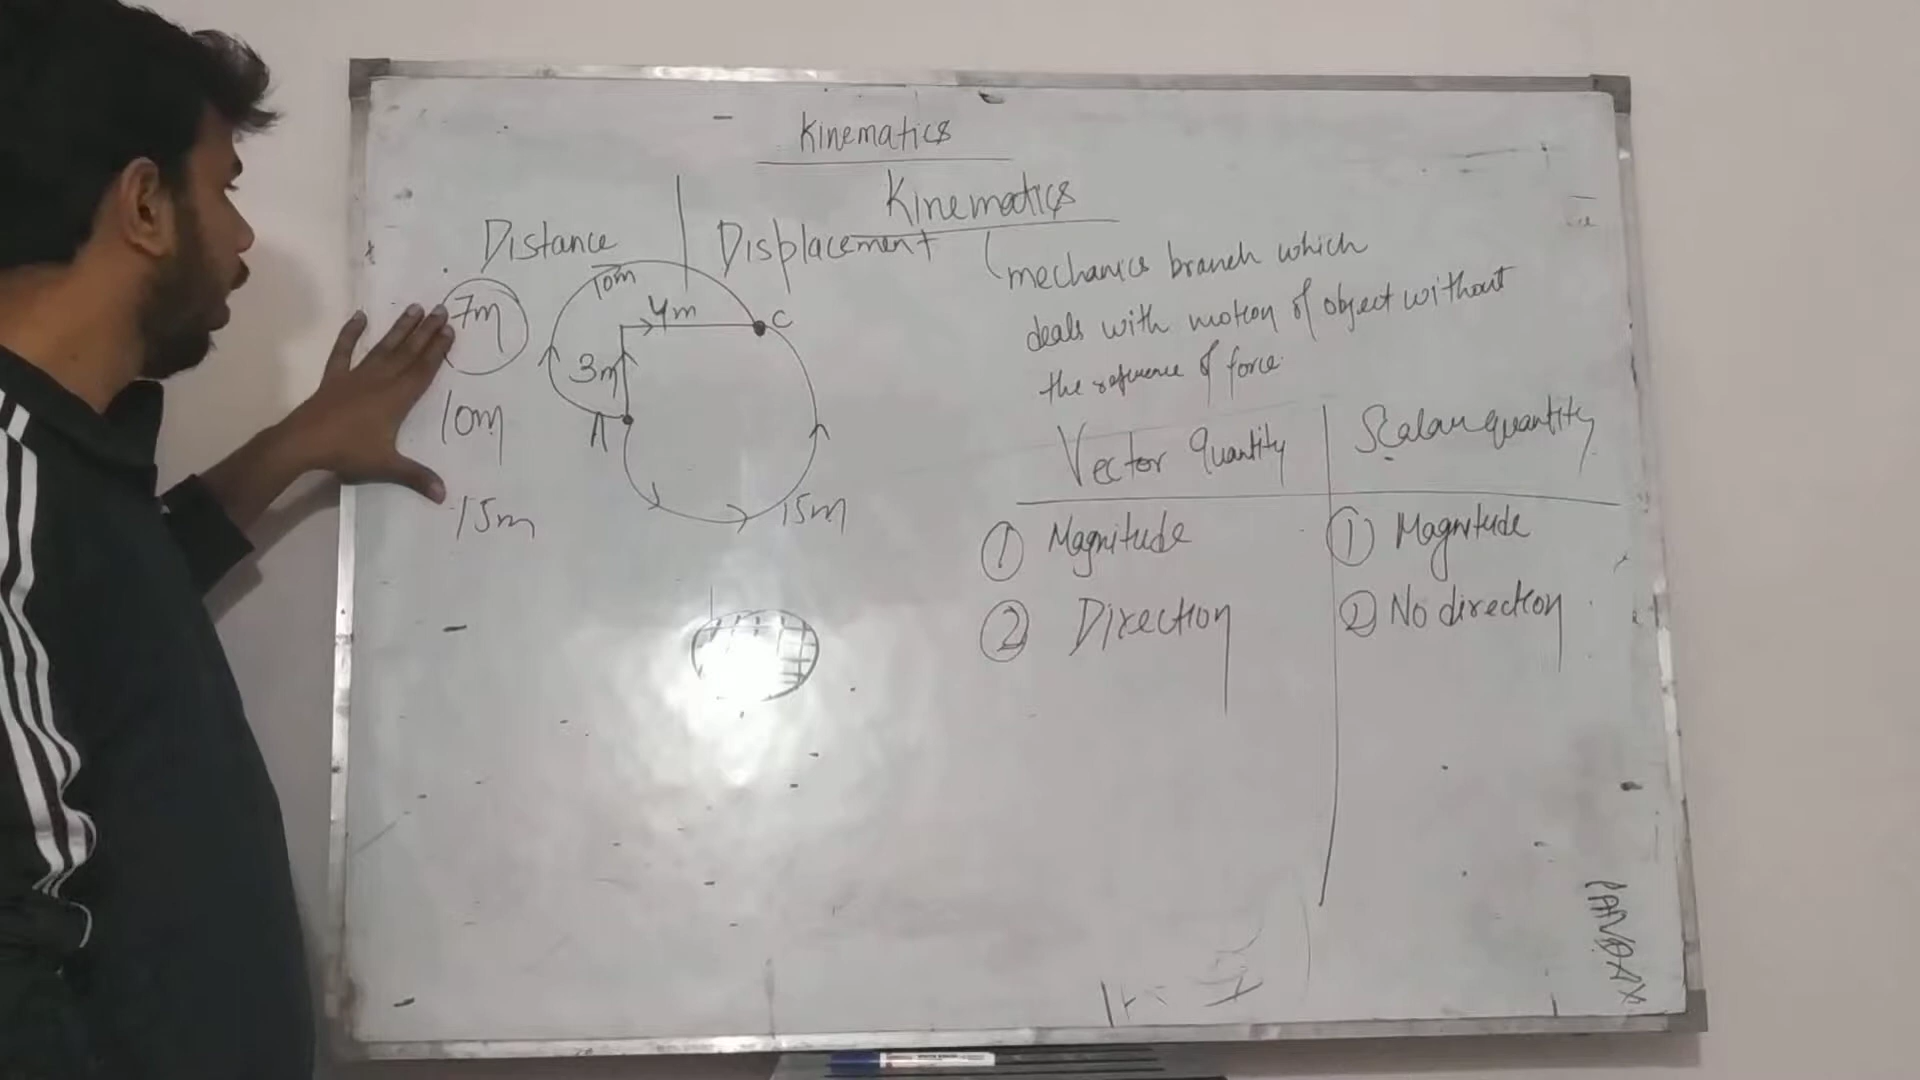 Kinematics
Kinematics
Distance | Displacement
(mechanics branch which
deals with motion of object without
the reference of force.
10m
7m
4m
C
3m
10m
A
15m
15m
Vector Quantity | Scalar quantity
① Magnitude
① Magnitude
② Direction
② No direction